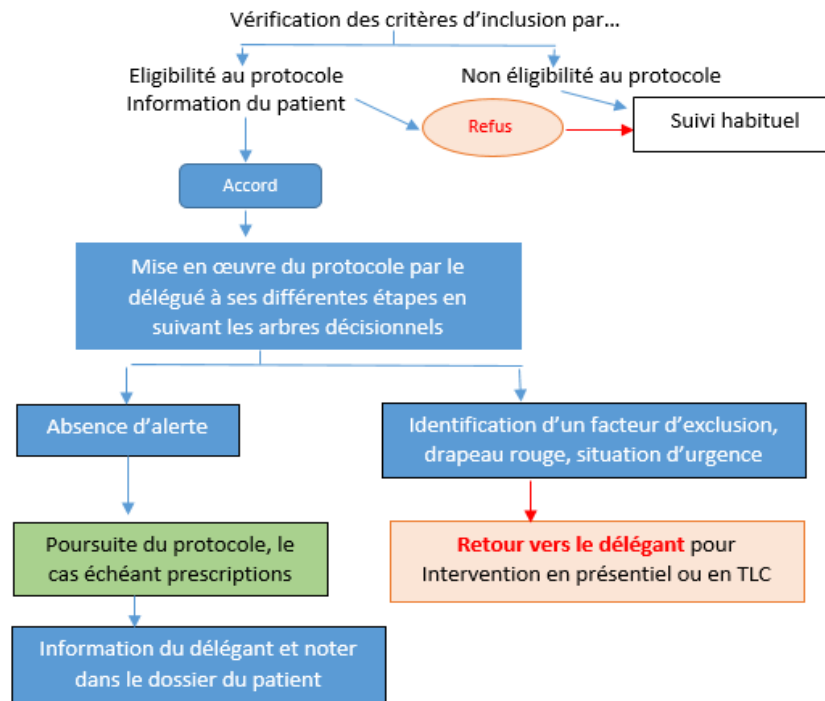 Vérification des critères d’inclusion par...
Eligibilité au protocole
Information du patient
Non éligibilité au protocole
Refus
Suivi habituel
Accord
Mise en œuvre du protocole par le
délégué à ses différentes étapes en
suivant les arbres décisionnels
Absence d’alerte
Identification d’un facteur d’exclusion,
drapeau rouge, situation d’urgence
Poursuite du protocole, le
cas échéant prescriptions
Retour vers le délégant pour
Intervention en présentiel ou en TLC
Information du délégant et noter
dans le dossier du patient